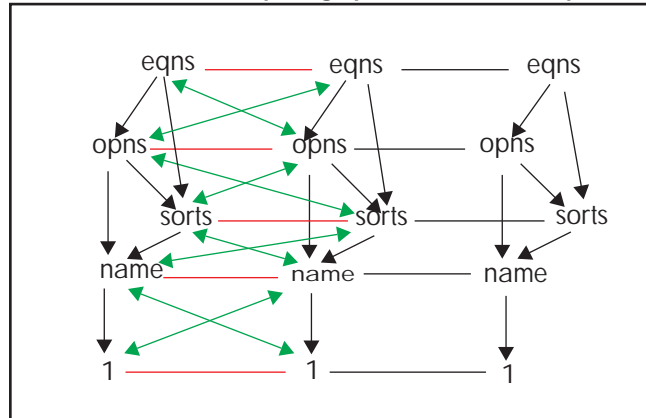 eqns eqns eqns
opns opns opns
sorts sorts sorts
name name name
1 1 1